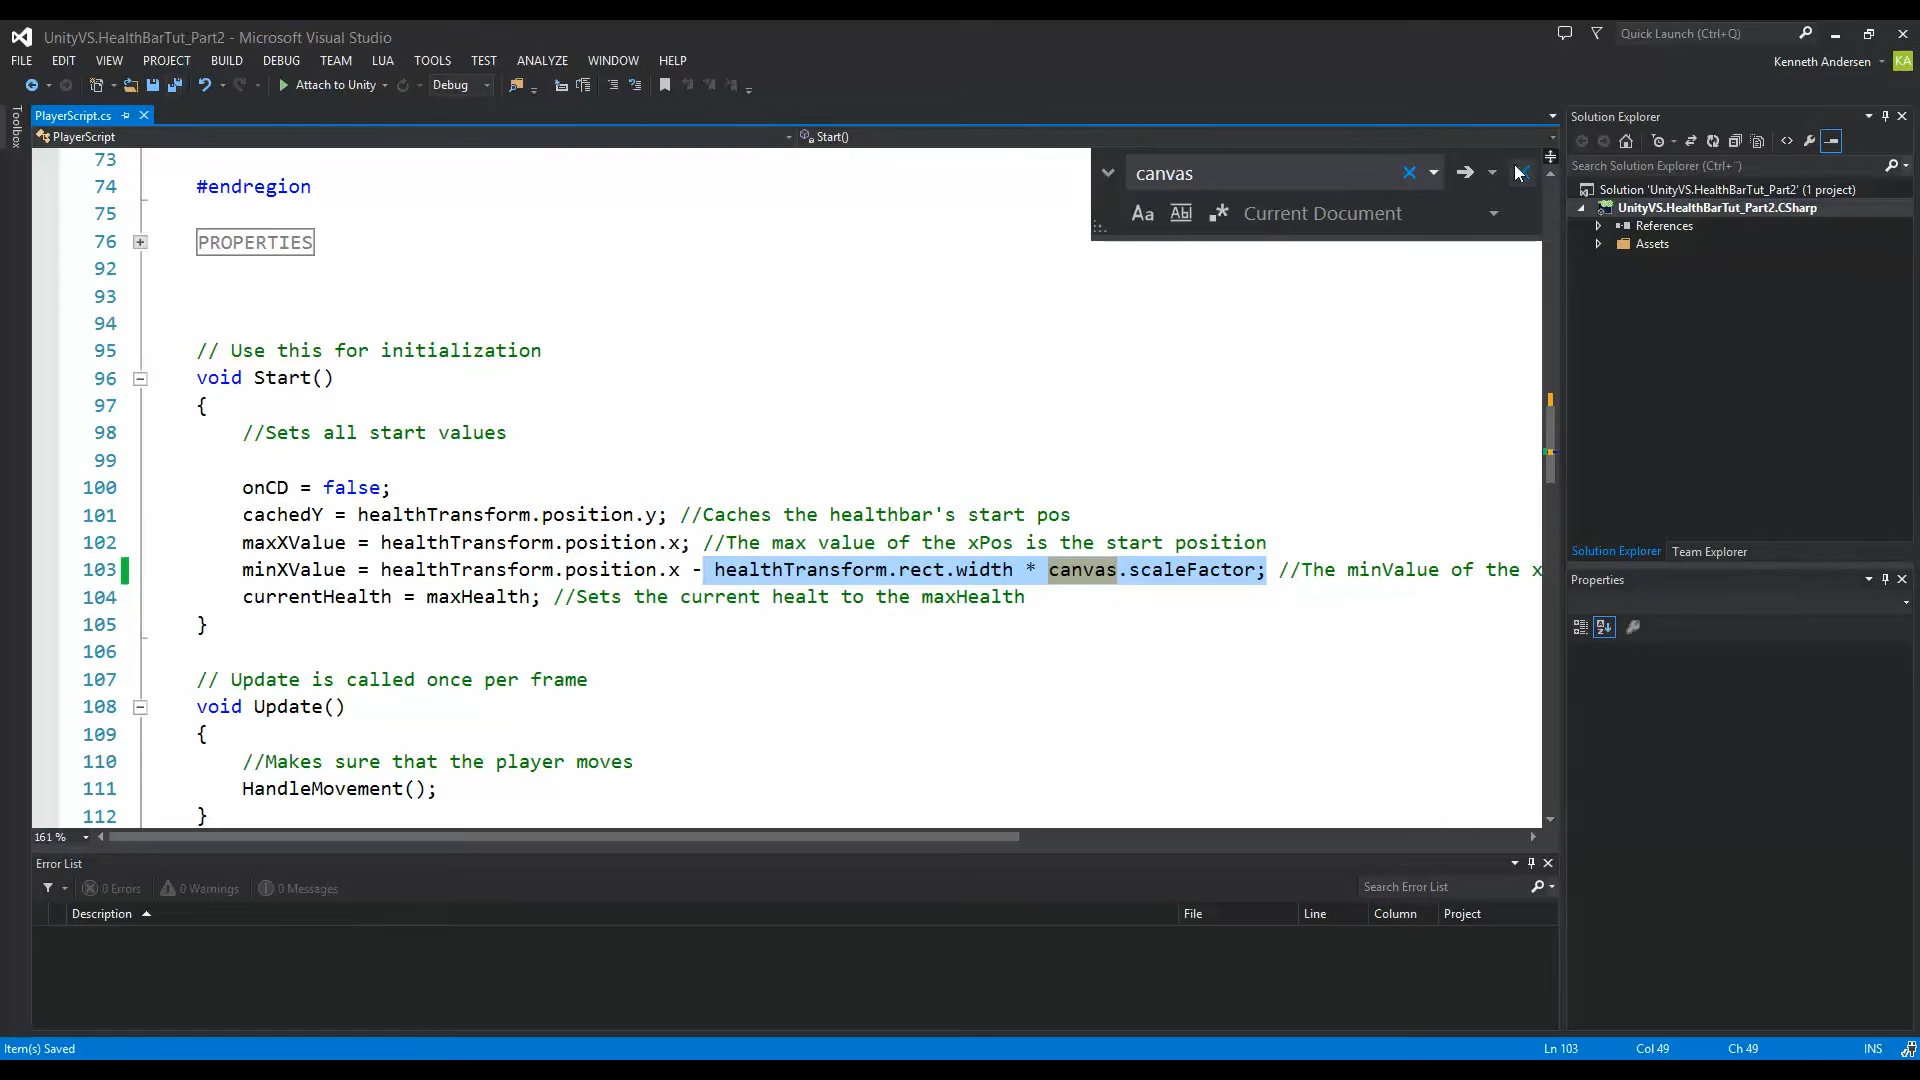 UnityVS.HealthBarTut_Part2 - Microsoft Visual Studio
Quick Launch (Ctrl+Q)
FILE EDIT VIEW PROJECT BUILD DEBUG TEAM LUA TOOLS TEST ANALYZE WINDOW HELP
Kenneth Andersen KA
Attach to Unity Debug
Toolbox
PlayerScript.cs
PlayerScript Start()
canvas
Aa Abl Current Document
73
74 #endregion
75
76 PROPERTIES
92
93
94
95 // Use this for initialization
96 void Start()
97 {
98 //Sets all start values
99
100 onCD = false;
101 cachedY = healthTransform.position.y; //Caches the healthbar's start pos
102 maxXValue = healthTransform.position.x; //The max value of the xPos is the start position
103 minXValue = healthTransform.position.x - healthTransform.rect.width * canvas.scaleFactor; //The minValue of the x
104 currentHealth = maxHealth; //Sets the current healt to the maxHealth
105 }
106
107 // Update is called once per frame
108 void Update()
109 {
110 //Makes sure that the player moves
111 HandleMovement();
112 }
161 %
Solution Explorer
Search Solution Explorer (Ctrl+¨)
Solution 'UnityVS.HealthBarTut_Part2' (1 project)
UnityVS.HealthBarTut_Part2.CSharp
References
Assets
Solution Explorer Team Explorer
Properties
Error List
0 Errors 0 Warnings 0 Messages
Search Error List
Description File Line Column Project
Item(s) Saved Ln 103 Col 49 Ch 49 INS